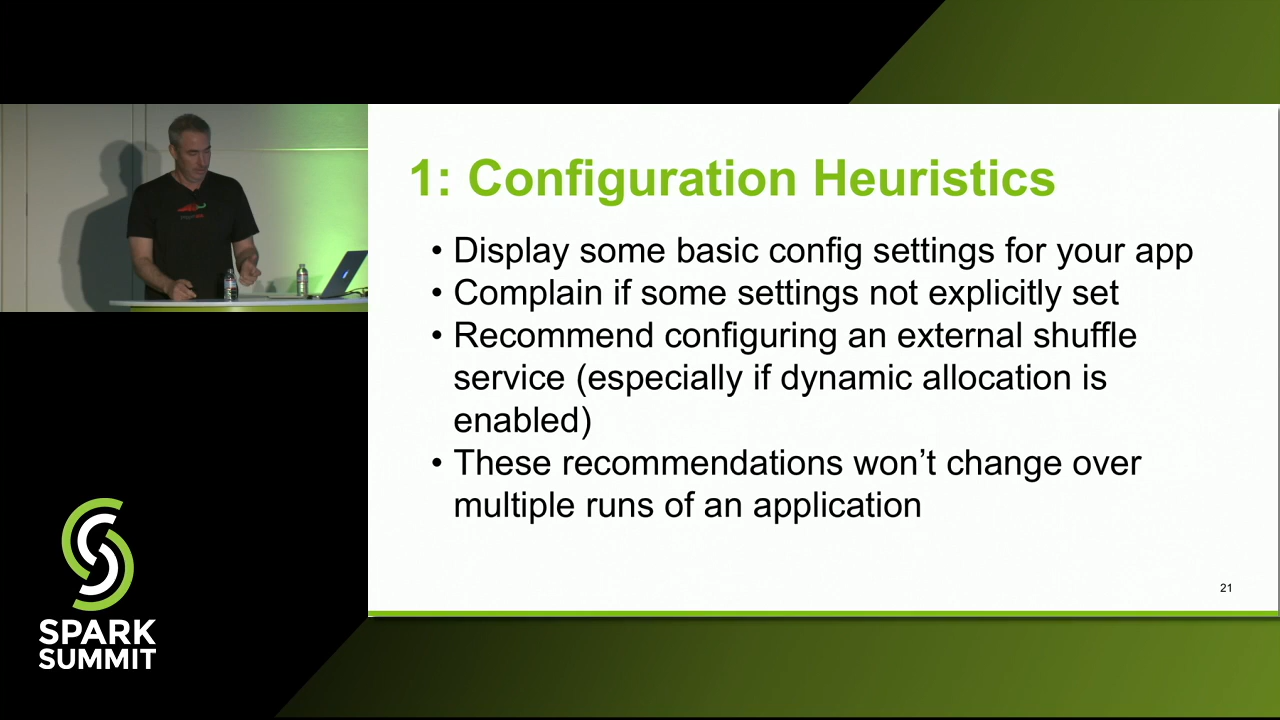 1: Configuration Heuristics
• Display some basic config settings for your app
• Complain if some settings not explicitly set
• Recommend configuring an external shuffle
service (especially if dynamic allocation is
enabled)
• These recommendations won’t change over
multiple runs of an application
21
SPARK
SUMMIT